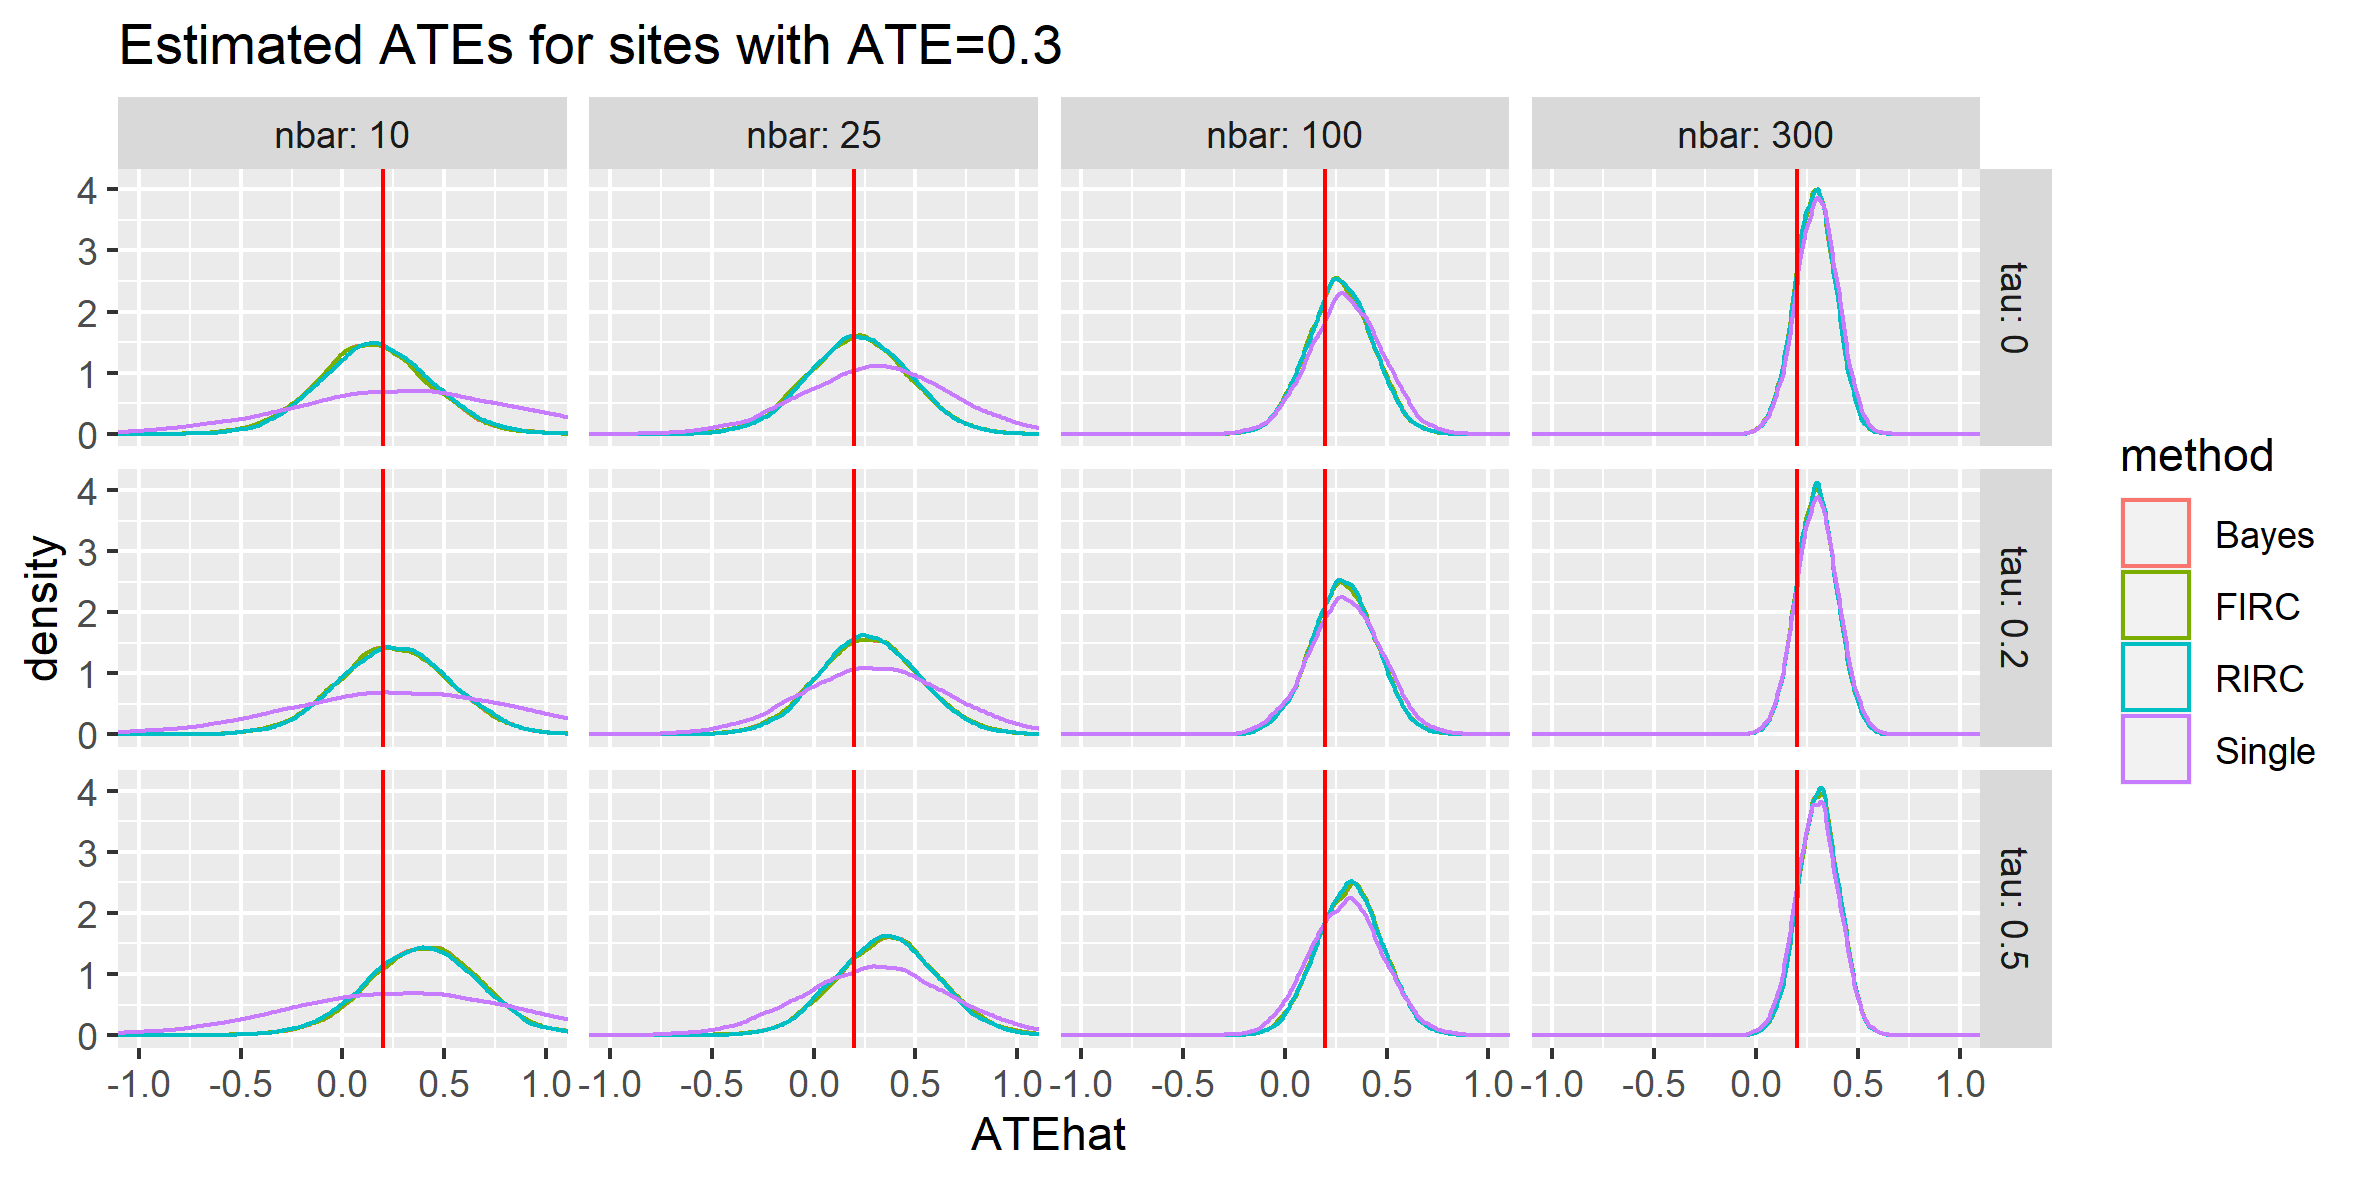 Estimated ATEs for sites with ATE=0.3
nbar: 10
nbar: 25
nbar: 100
nbar: 300
4
3
2
1
0
tau: 0
4
3
2
1
0
tau: 0.2
4
3
2
1
0
tau: 0.5
density
-1.0 -0.5 0.0 0.5 1.0
-1.0 -0.5 0.0 0.5 1.0
-1.0 -0.5 0.0 0.5 1.0
-1.0 -0.5 0.0 0.5 1.0
ATEhat
method
Bayes
FIRC
RIRC
Single